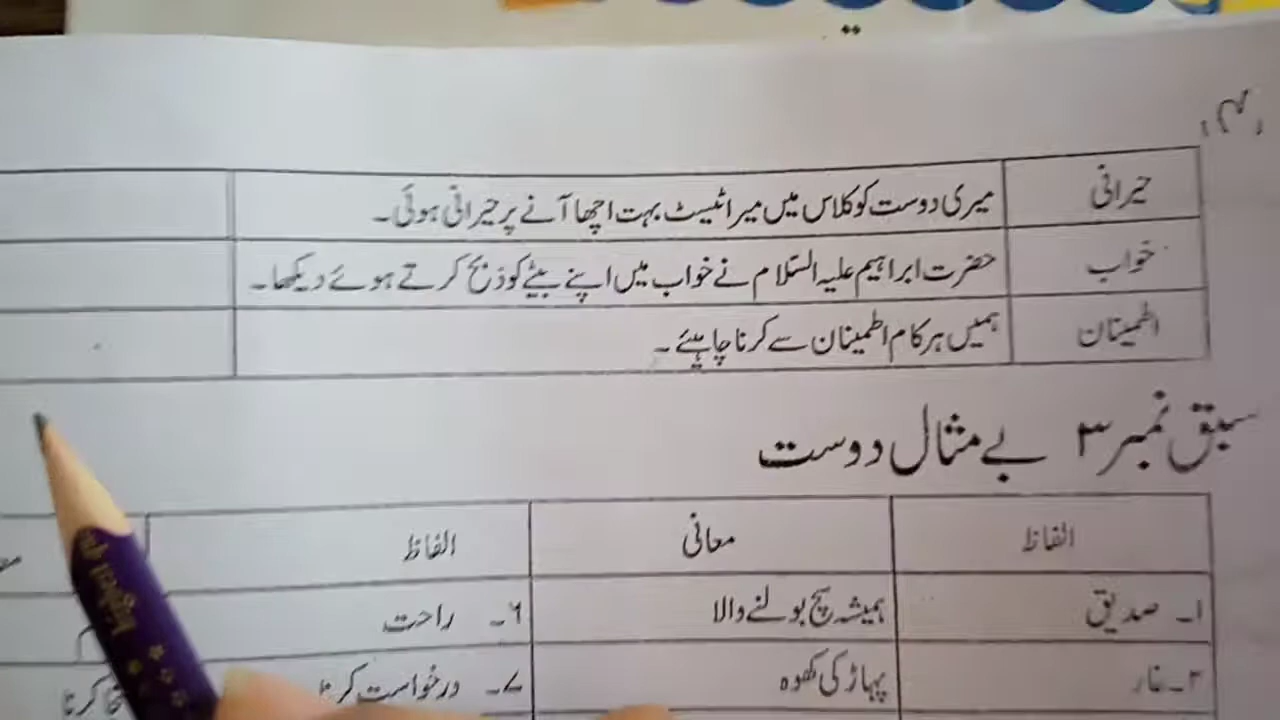 حیرانی میری دوست کو کلاس میں میرا ٹیسٹ بہت اچھا آنے پر حیرانی ہوئی۔
خواب حضرت ابراہیم علیہ السّلام نے خواب میں اپنے بیٹے کو ذبح کرتے ہوئے دیکھا۔
اطمینان ہمیں ہر کام اطمینان سے کرنا چاہیئے۔
سبق نمبر ۳ بے مثال دوست
الفاظ معانی الفاظ
۱۔ صدیق ہمیشہ سچ بولنے والا ۶۔ راحت
۲۔ غار پہاڑ کی کھوہ ۷۔ درخواست کرنا